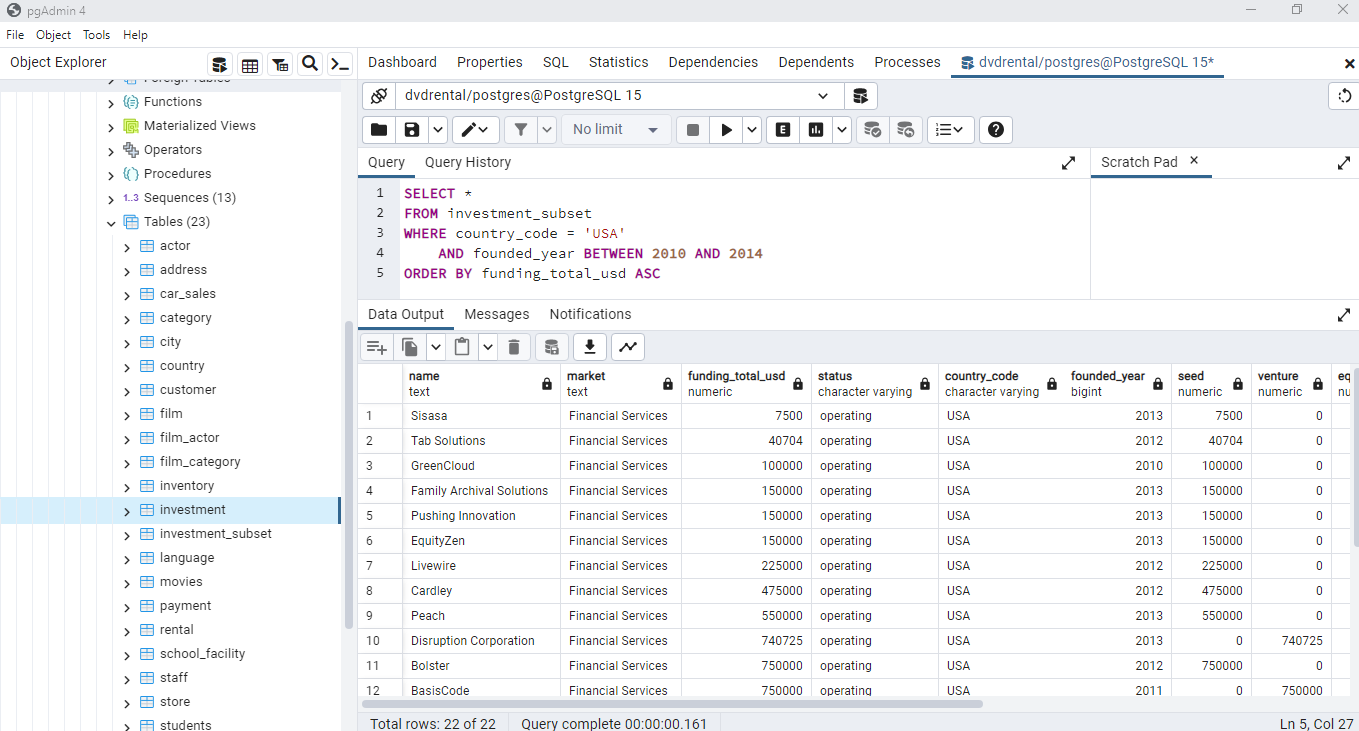 pgAdmin 4
File Object Tools Help
Object Explorer
Dashboard Properties SQL Statistics Dependencies Dependents Processes dvdrental/postgres@PostgreSQL 15*
Foreign Tables
Functions
Materialized Views
Operators
Procedures
1..3 Sequences (13)
Tables (23)
actor
address
car_sales
category
city
country
customer
film
film_actor
film_category
inventory
investment
investment_subset
language
movies
payment
rental
school_facility
staff
store
students
dvdrental/postgres@PostgreSQL 15
No limit
E
Query Query History
Scratch Pad
1 SELECT *
2 FROM investment_subset
3 WHERE country_code = 'USA'
4 AND founded_year BETWEEN 2010 AND 2014
5 ORDER BY funding_total_usd ASC
Data Output Messages Notifications
name market funding_total_usd status country_code founded_year seed venture eq
text text numeric character varying character varying bigint numeric numeric nu
1 Sisasa Financial Services 7500 operating USA 2013 7500 0
2 Tab Solutions Financial Services 40704 operating USA 2012 40704 0
3 GreenCloud Financial Services 100000 operating USA 2010 100000 0
4 Family Archival Solutions Financial Services 150000 operating USA 2013 150000 0
5 Pushing Innovation Financial Services 150000 operating USA 2013 150000 0
6 EquityZen Financial Services 150000 operating USA 2013 150000 0
7 Livewire Financial Services 225000 operating USA 2012 225000 0
8 Cardley Financial Services 475000 operating USA 2012 475000 0
9 Peach Financial Services 550000 operating USA 2013 550000 0
10 Disruption Corporation Financial Services 740725 operating USA 2013 0 740725
11 Bolster Financial Services 750000 operating USA 2012 750000 0
12 BasisCode Financial Services 750000 operating USA 2011 0 750000
Total rows: 22 of 22 Query complete 00:00:00.161 Ln 5, Col 27